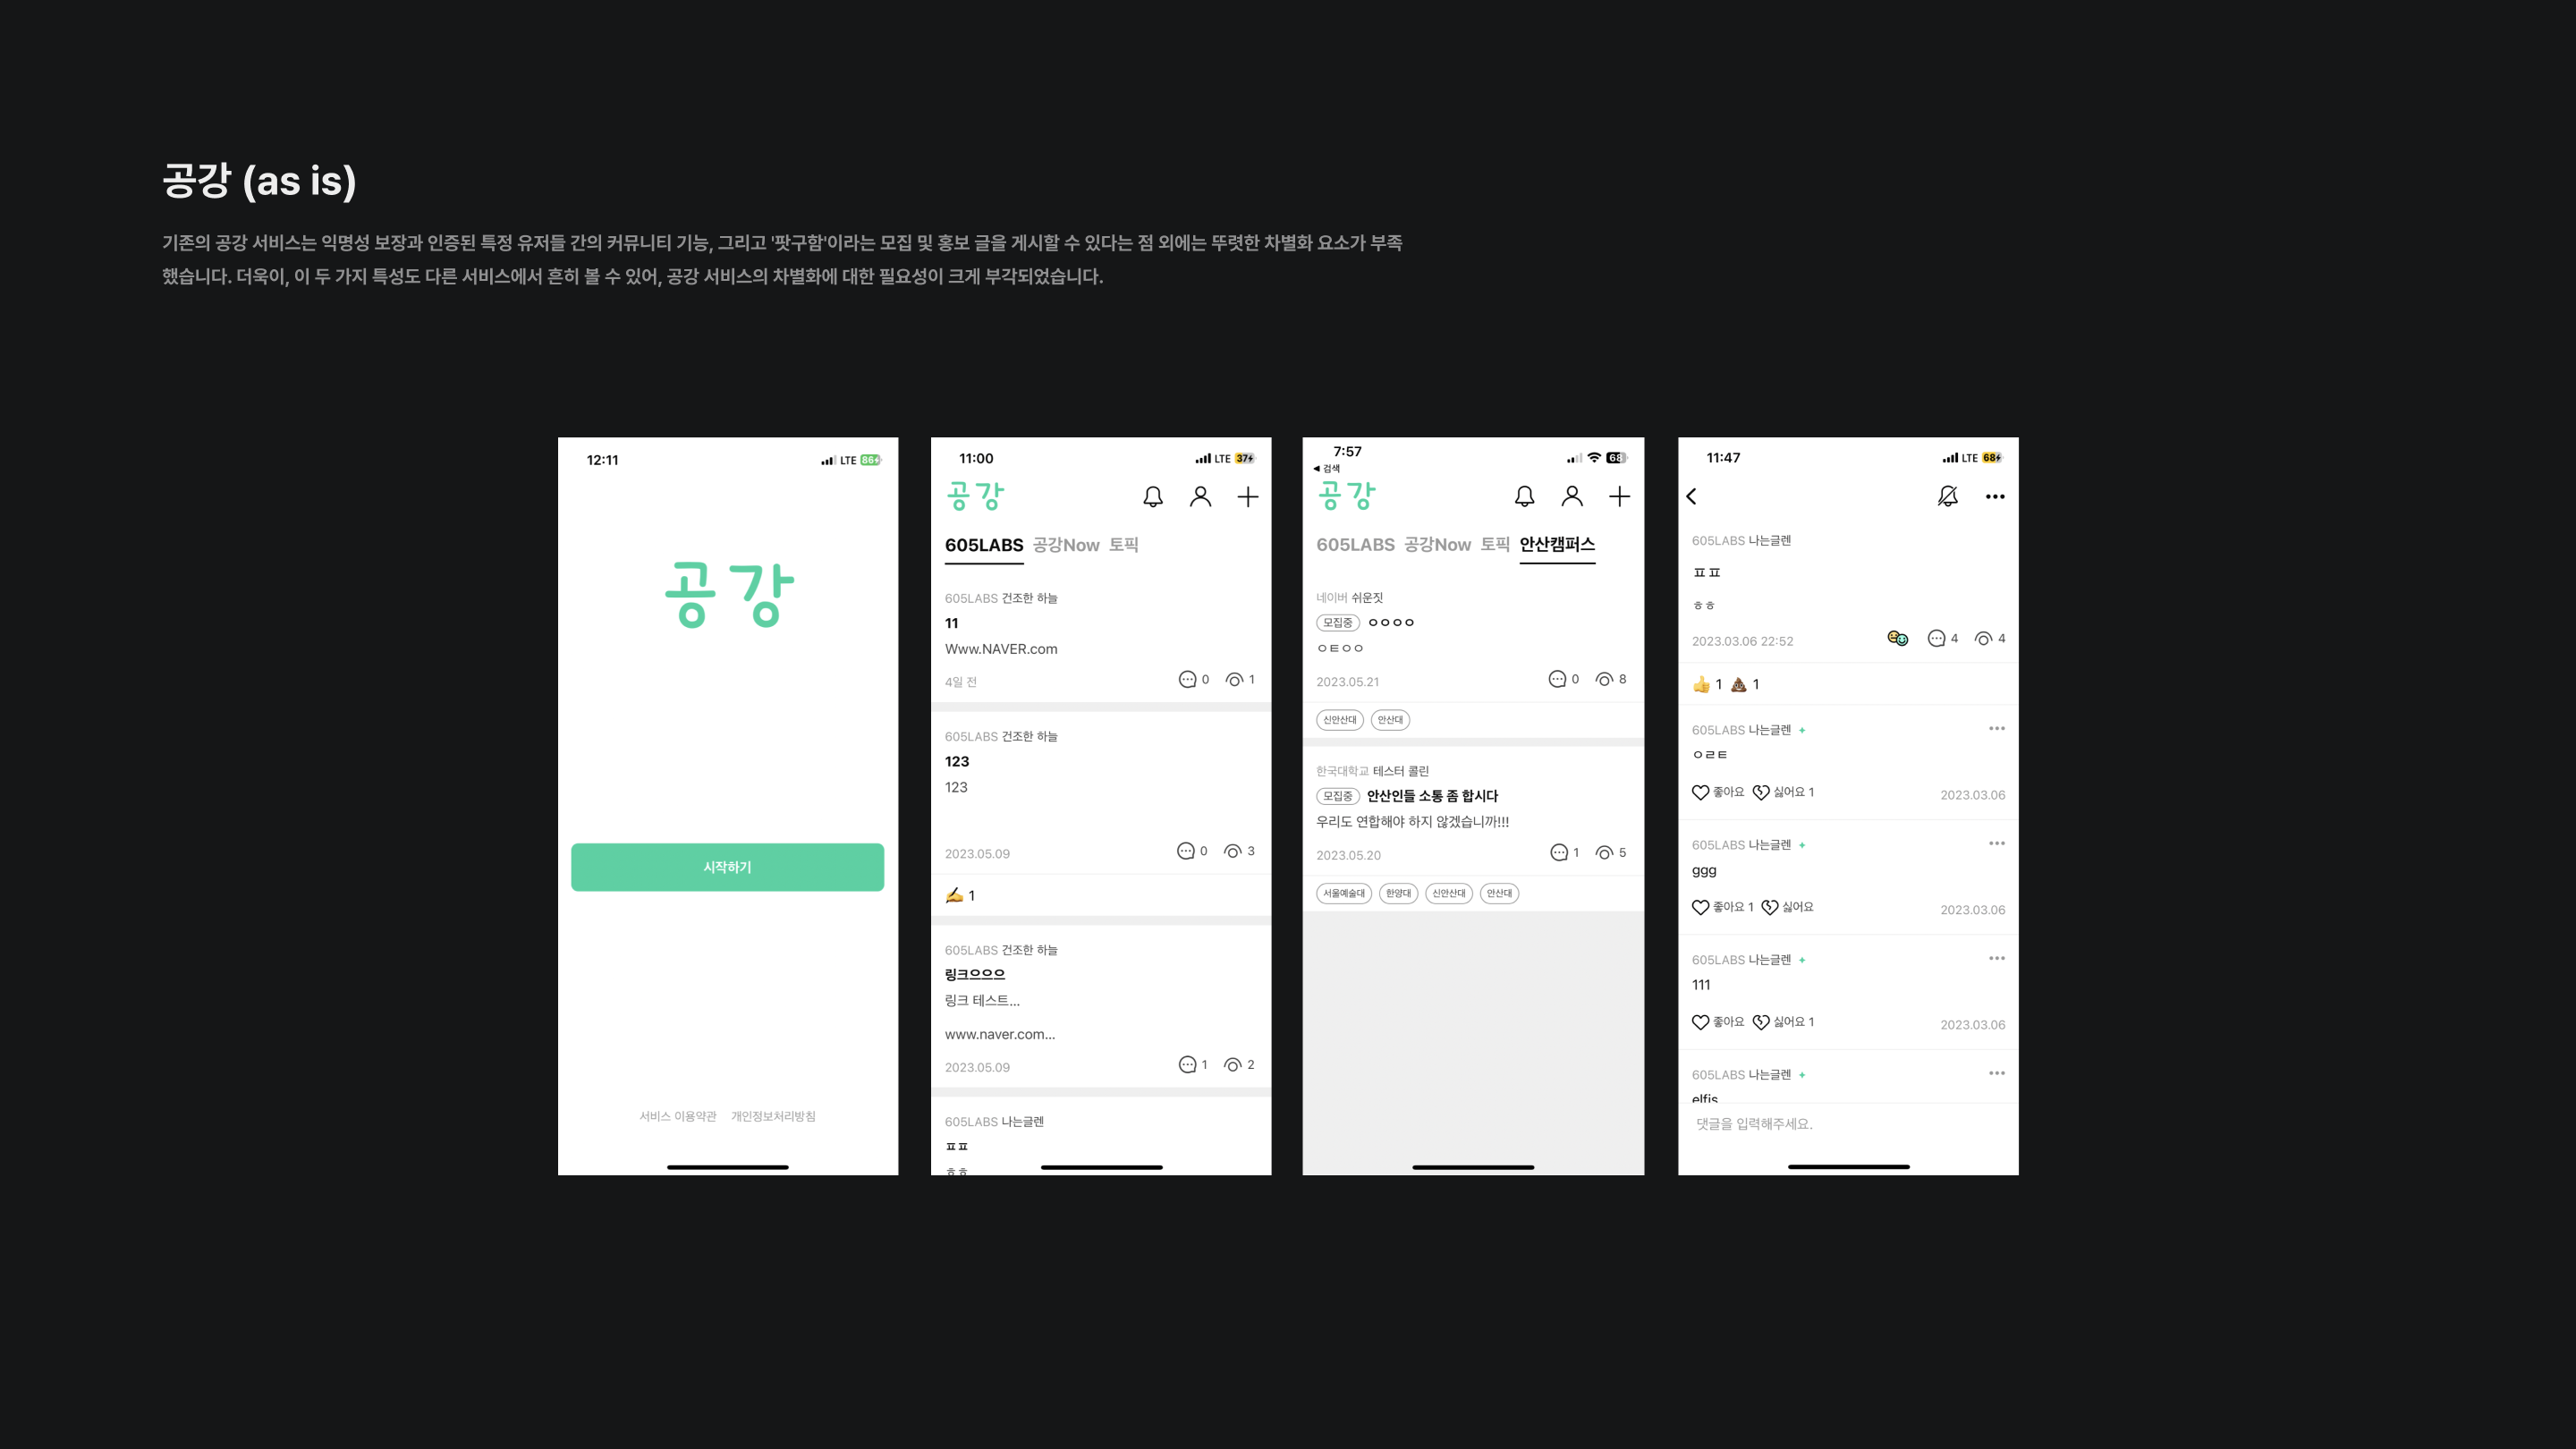 공강 (as is)
기존의 공강 서비스는 익명성 보장과 인증된 특정 유저들 간의 커뮤니티 기능, 그리고 '팟구함'이라는 모집 및 홍보 글을 게시할 수 있다는 점 외에는 뚜렷한 차별화 요소가 부족
했습니다. 더욱이, 이 두 가지 특성도 다른 서비스에서 흔히 볼 수 있어, 공강 서비스의 차별화에 대한 필요성이 크게 부각되었습니다.
12:11
LTE 86
공강
시작하기
서비스 이용약관 개인정보처리방침
11:00
LTE 37
공강
605LABS 공강Now 토픽
605LABS 건조한 하늘
11
Www.NAVER.com
4일 전 0 1
605LABS 건조한 하늘
123
123
2023.05.09 0 3
1
605LABS 건조한 하늘
링크으으으
링크 테스트...
www.naver.com...
2023.05.09 1 2
605LABS 나는글렌
ㅍㅍ
ㅎㅎ
7:57
68
검색
공강
605LABS 공강Now 토픽 안산캠퍼스
네이버 쉬운짓
모집중 ㅇㅇㅇㅇ
ㅇㅌㅇㅇ
2023.05.21 0 8
신안산대 안산대
한국대학교 테스터 콜린
모집중 안산인들 소통 좀 합시다
우리도 연합해야 하지 않겠습니까!!!
2023.05.20 1 5
서울예술대 한양대 신안산대 안산대
11:47
LTE 68
605LABS 나는글렌
ㅍㅍ
ㅎㅎ
2023.03.06 22:52 4 4
1 1
605LABS 나는글렌
ㅇㄹㅌ
좋아요 싫어요 1 2023.03.06
605LABS 나는글렌
ggg
좋아요 1 싫어요 2023.03.06
605LABS 나는글렌
111
좋아요 싫어요 1 2023.03.06
605LABS 나는글렌
elfis
댓글을 입력해주세요.